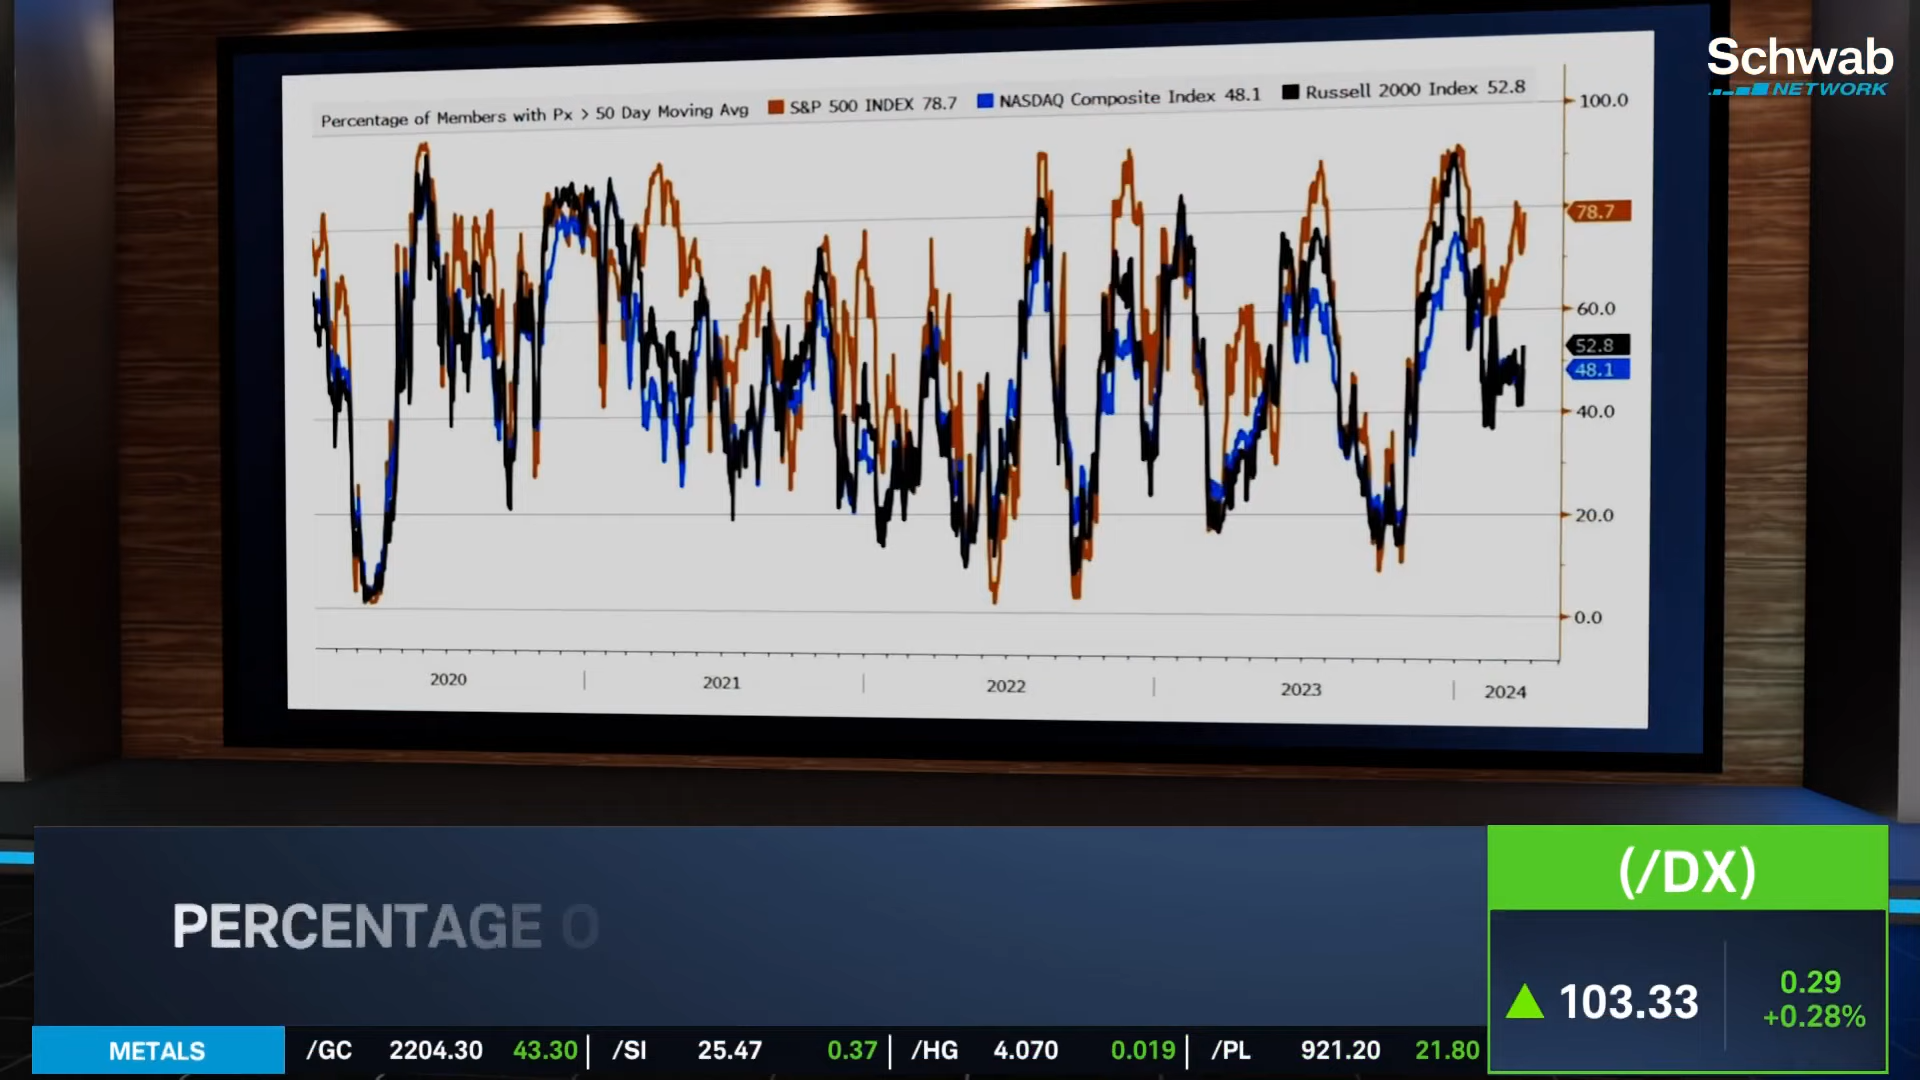 Schwab
NETWORK
Percentage of Members with Px > 50 Day Moving Avg S&P 500 INDEX 78.7 NASDAQ Composite Index 48.1 Russell 2000 Index 52.8
100.0
78.7
60.0
52.8
48.1
40.0
20.0
0.0
2020 2021 2022 2023 2024
PERCENTAGE O
(/DX)
103.33
0.29
+0.28%
METALS /GC 2204.30 43.30 /SI 25.47 0.37 /HG 4.070 0.019 /PL 921.20 21.80